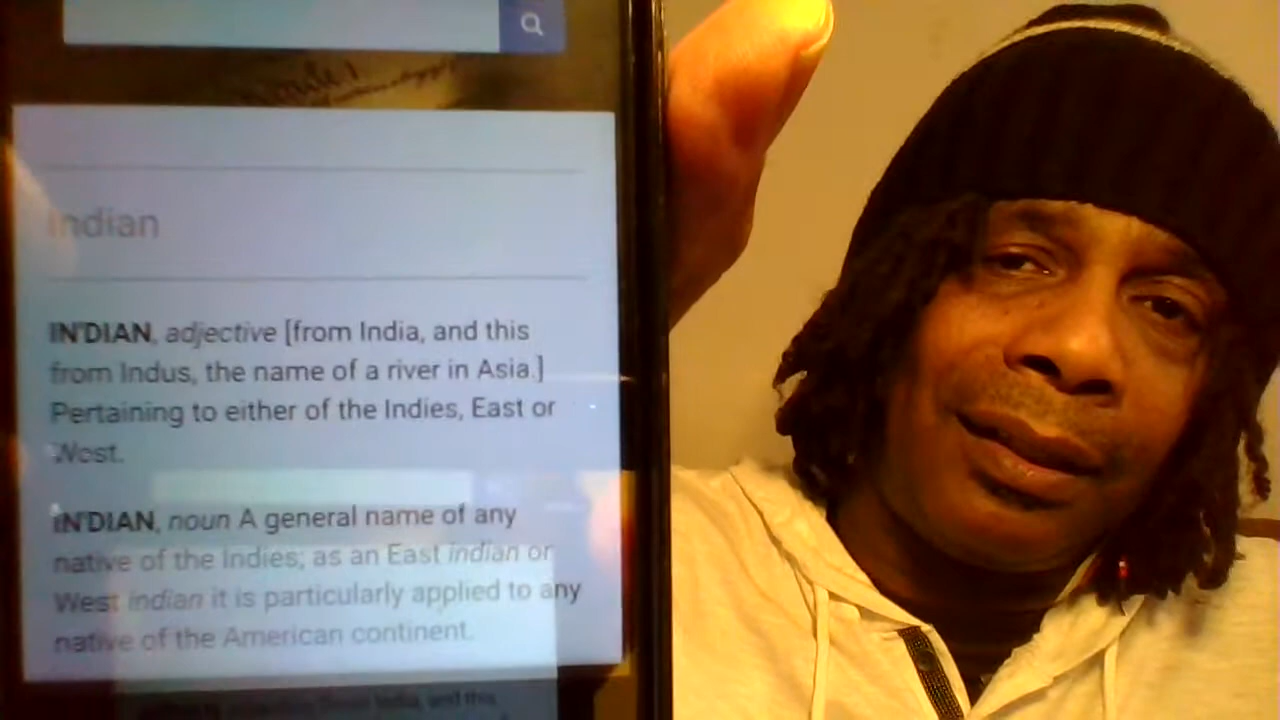 Indian
IN'DIAN, adjective [from India, and this
from Indus, the name of a river in Asia.]
Pertaining to either of the Indies, East or
West.
IN'DIAN, noun A general name of any
native of the Indies; as an East indian or
West indian it is particularly applied to any
native of the American continent.